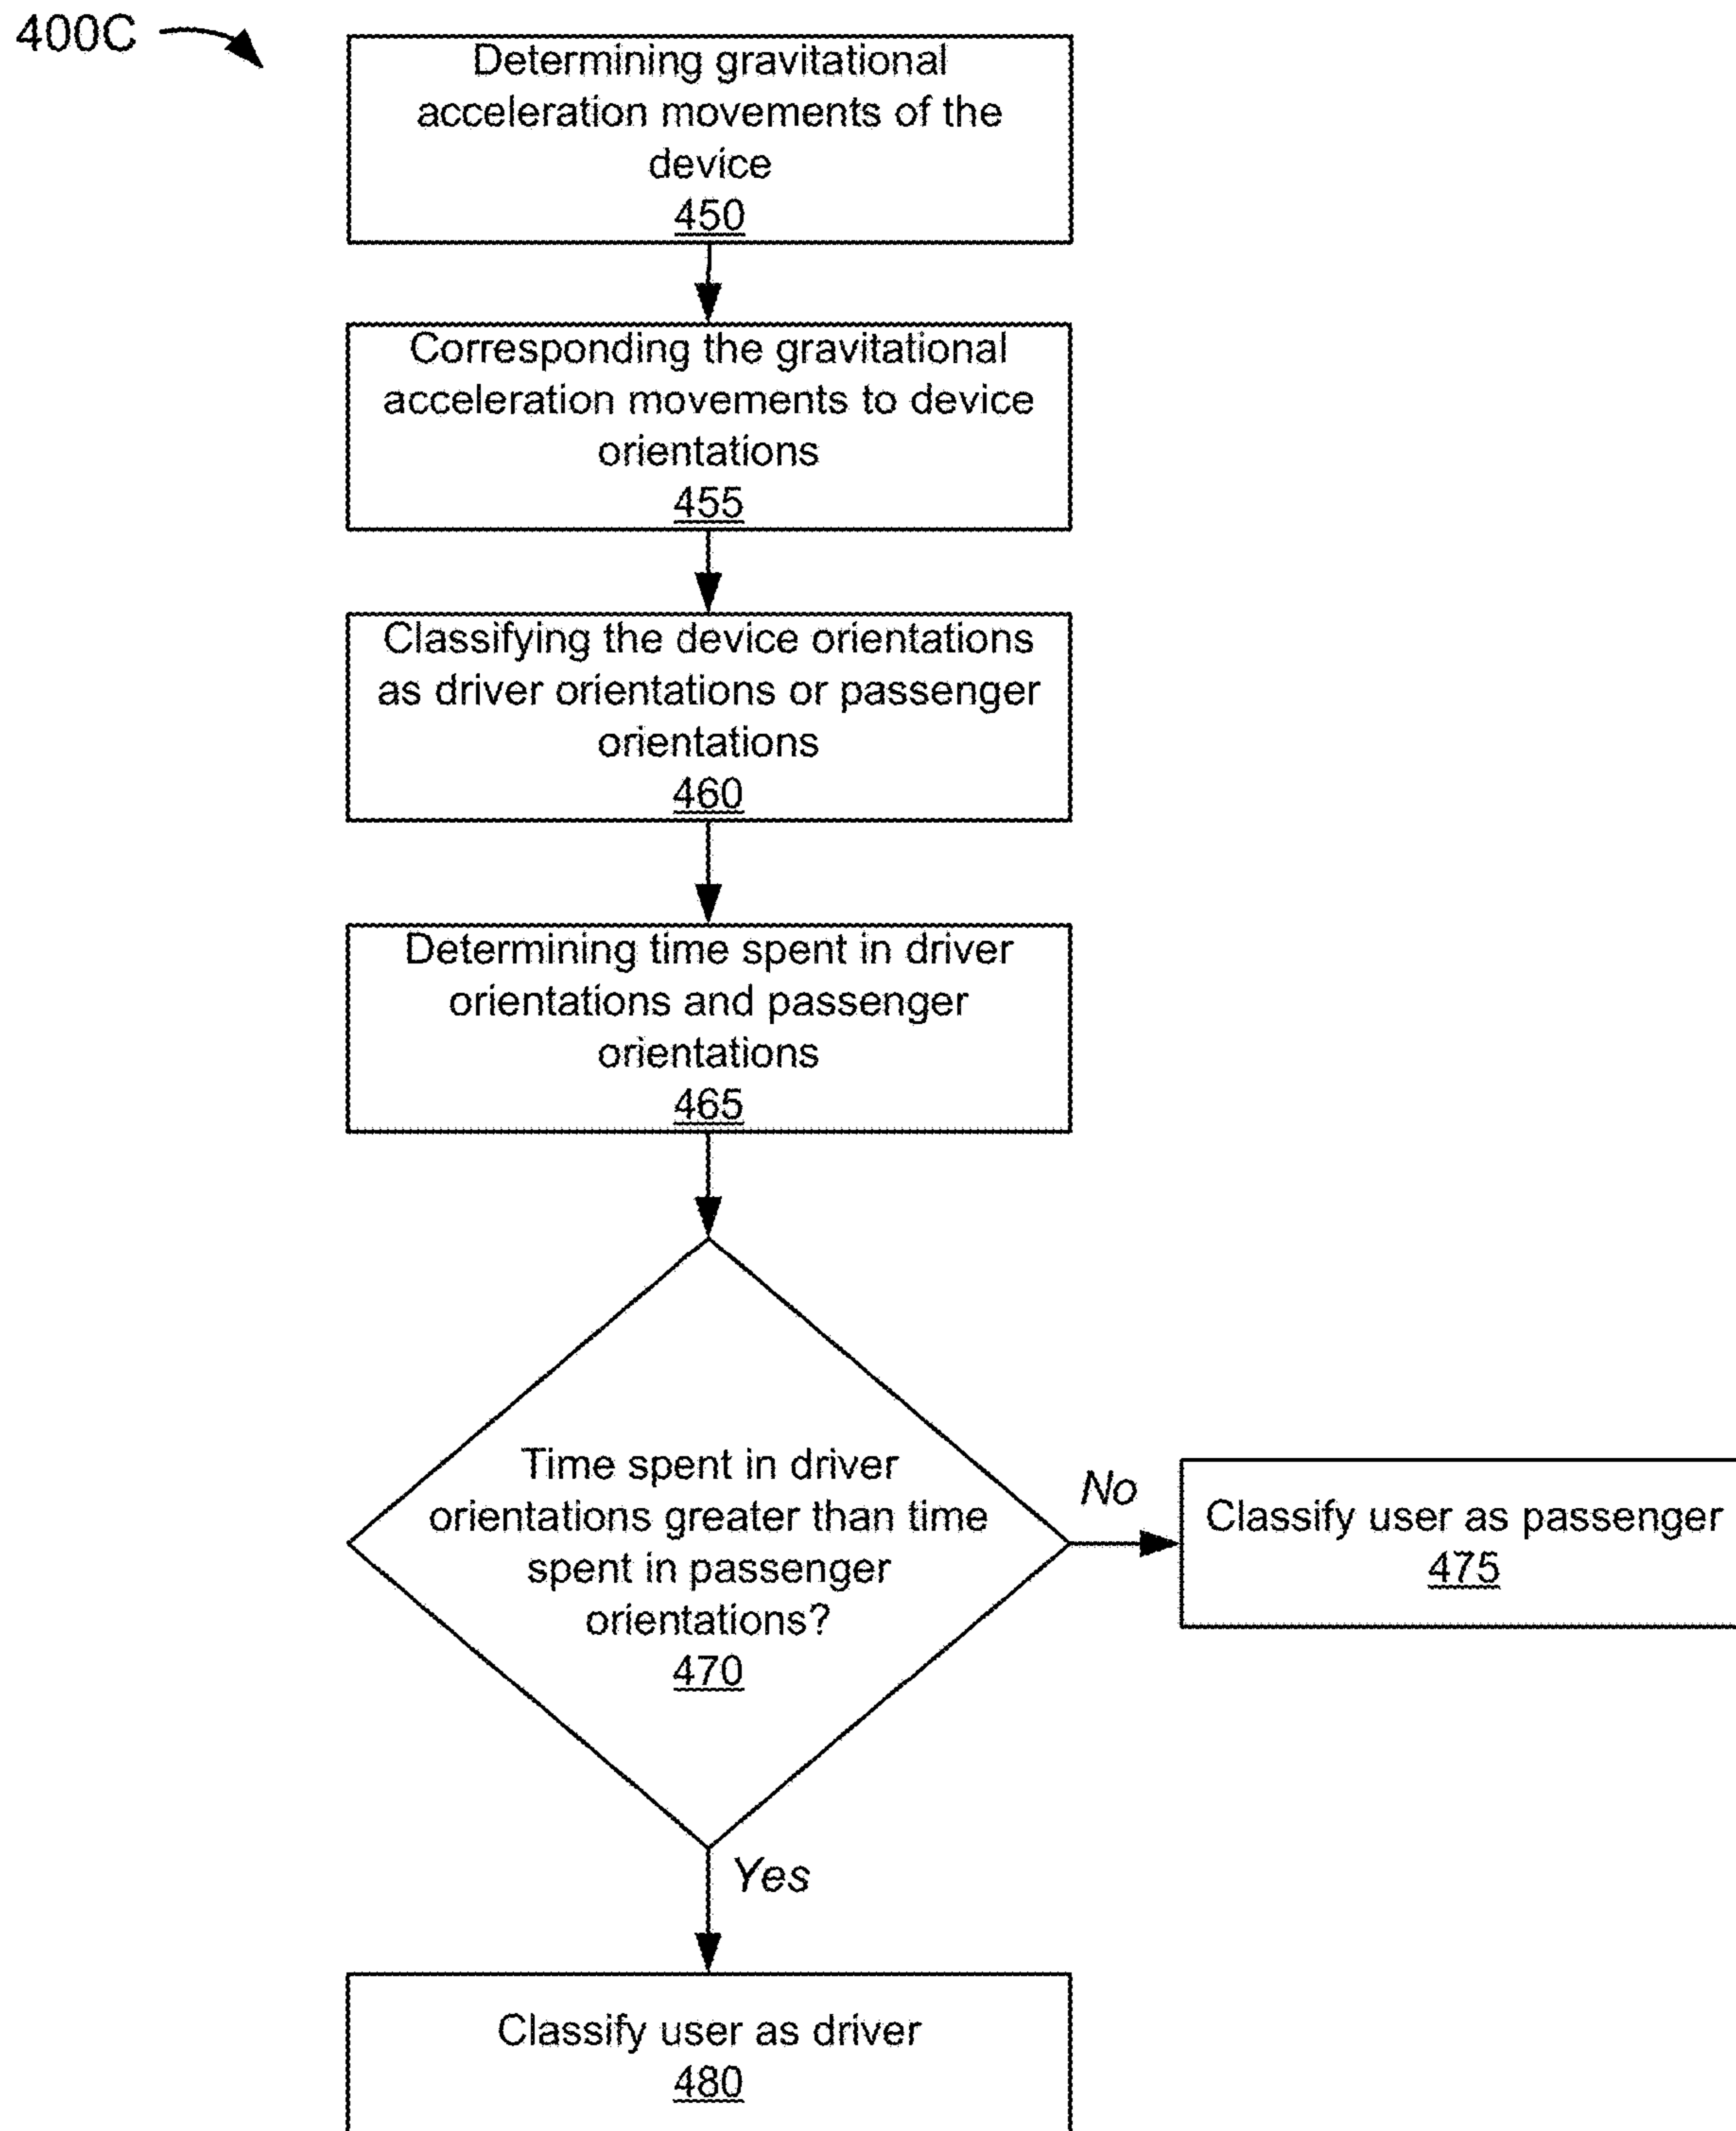 400C
Determining gravitational
acceleration movements of the
device
450
Corresponding the gravitational
acceleration movements to device
orientations
455
Classifying the device orientations
as driver orientations or passenger
orientations
460
Determining time spent in driver
orientations and passenger
orientations
465
Time spent in driver
orientations greater than time
spent in passenger
orientations?
470
No
Classify user as passenger
475
Yes
Classify user as driver
480